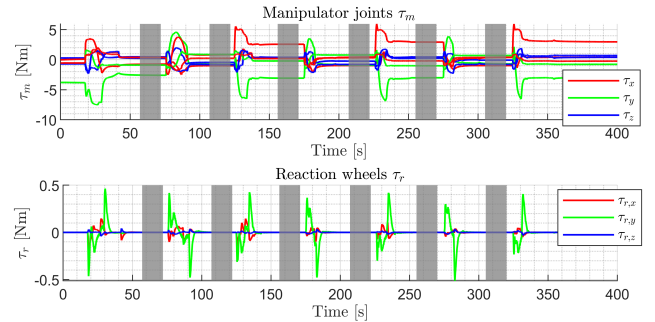 Manipulator joints τm
τm [Nm]
5
0
-5
-10
0 50 100 150 200 250 300 350 400
Time [s]
τx
τy
τz
Reaction wheels τr
τr [Nm]
0.5
0
-0.5
0 50 100 150 200 250 300 350 400
Time [s]
τr,x
τr,y
τr,z